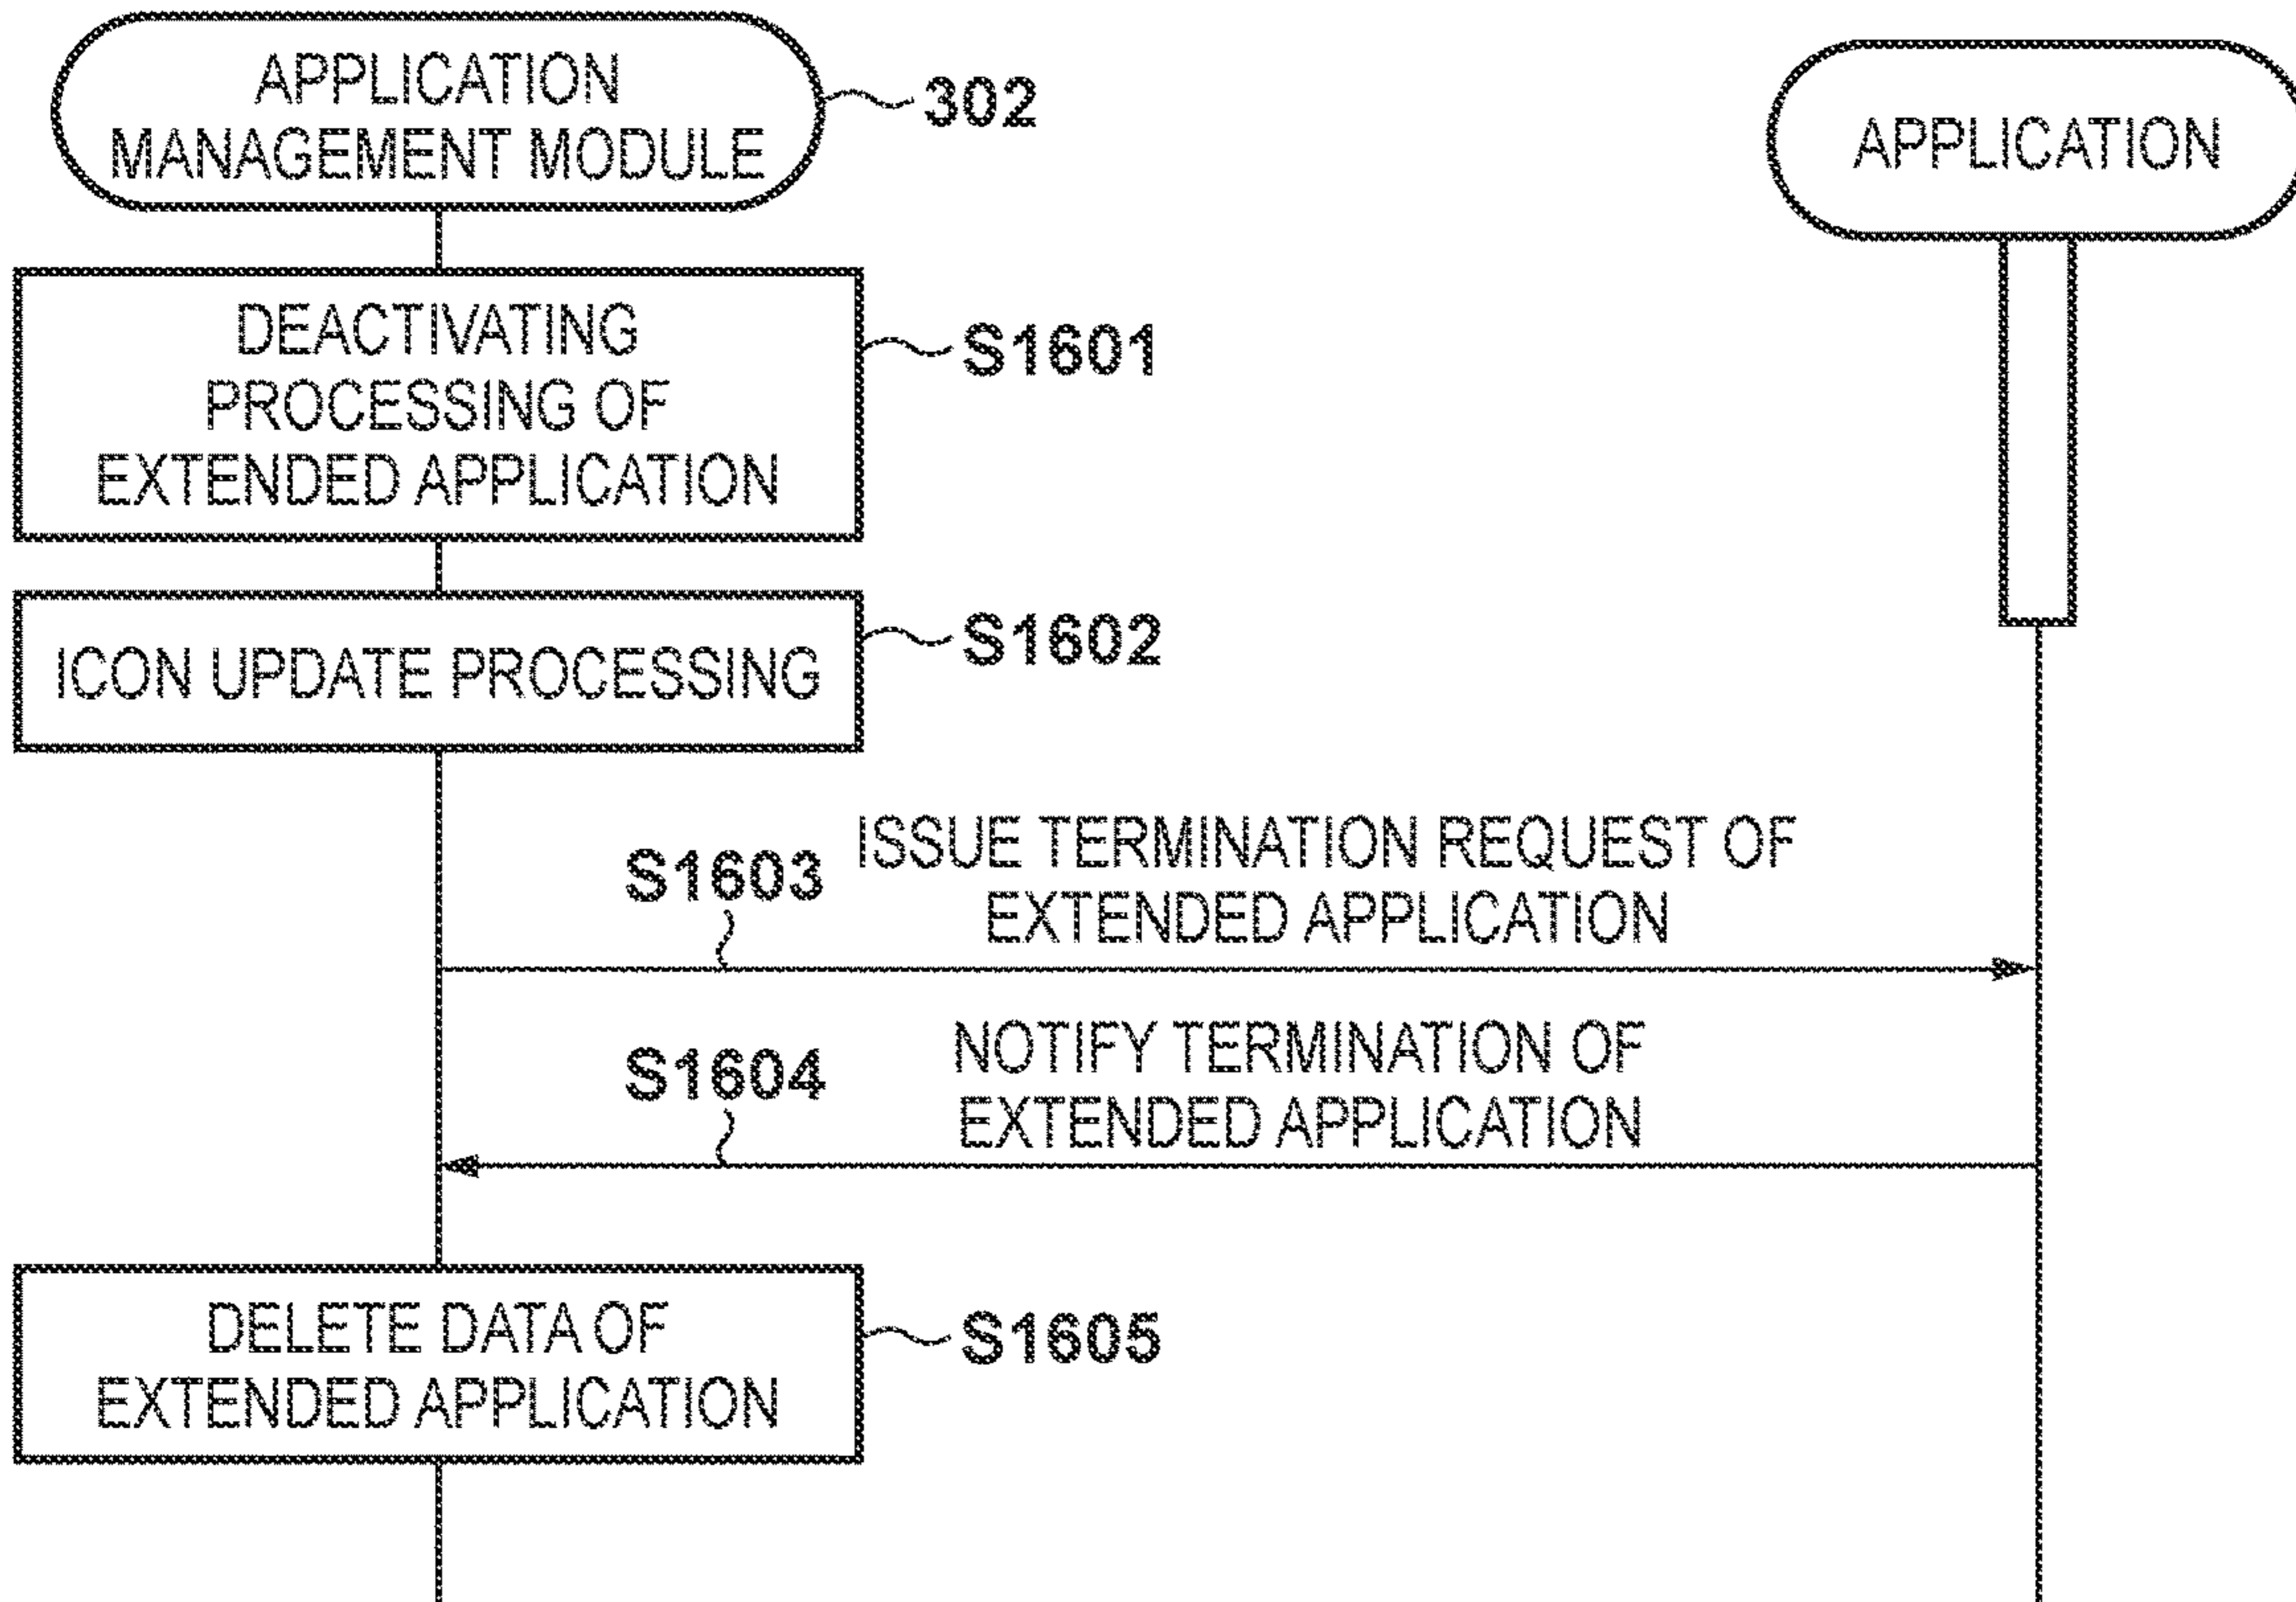 APPLICATION
MANAGEMENT MODULE
302
APPLICATION
DEACTIVATING
PROCESSING OF
EXTENDED APPLICATION
S1601
ICON UPDATE PROCESSING
S1602
S1603
ISSUE TERMINATION REQUEST OF
EXTENDED APPLICATION
S1604
NOTIFY TERMINATION OF
EXTENDED APPLICATION
DELETE DATA OF
EXTENDED APPLICATION
S1605